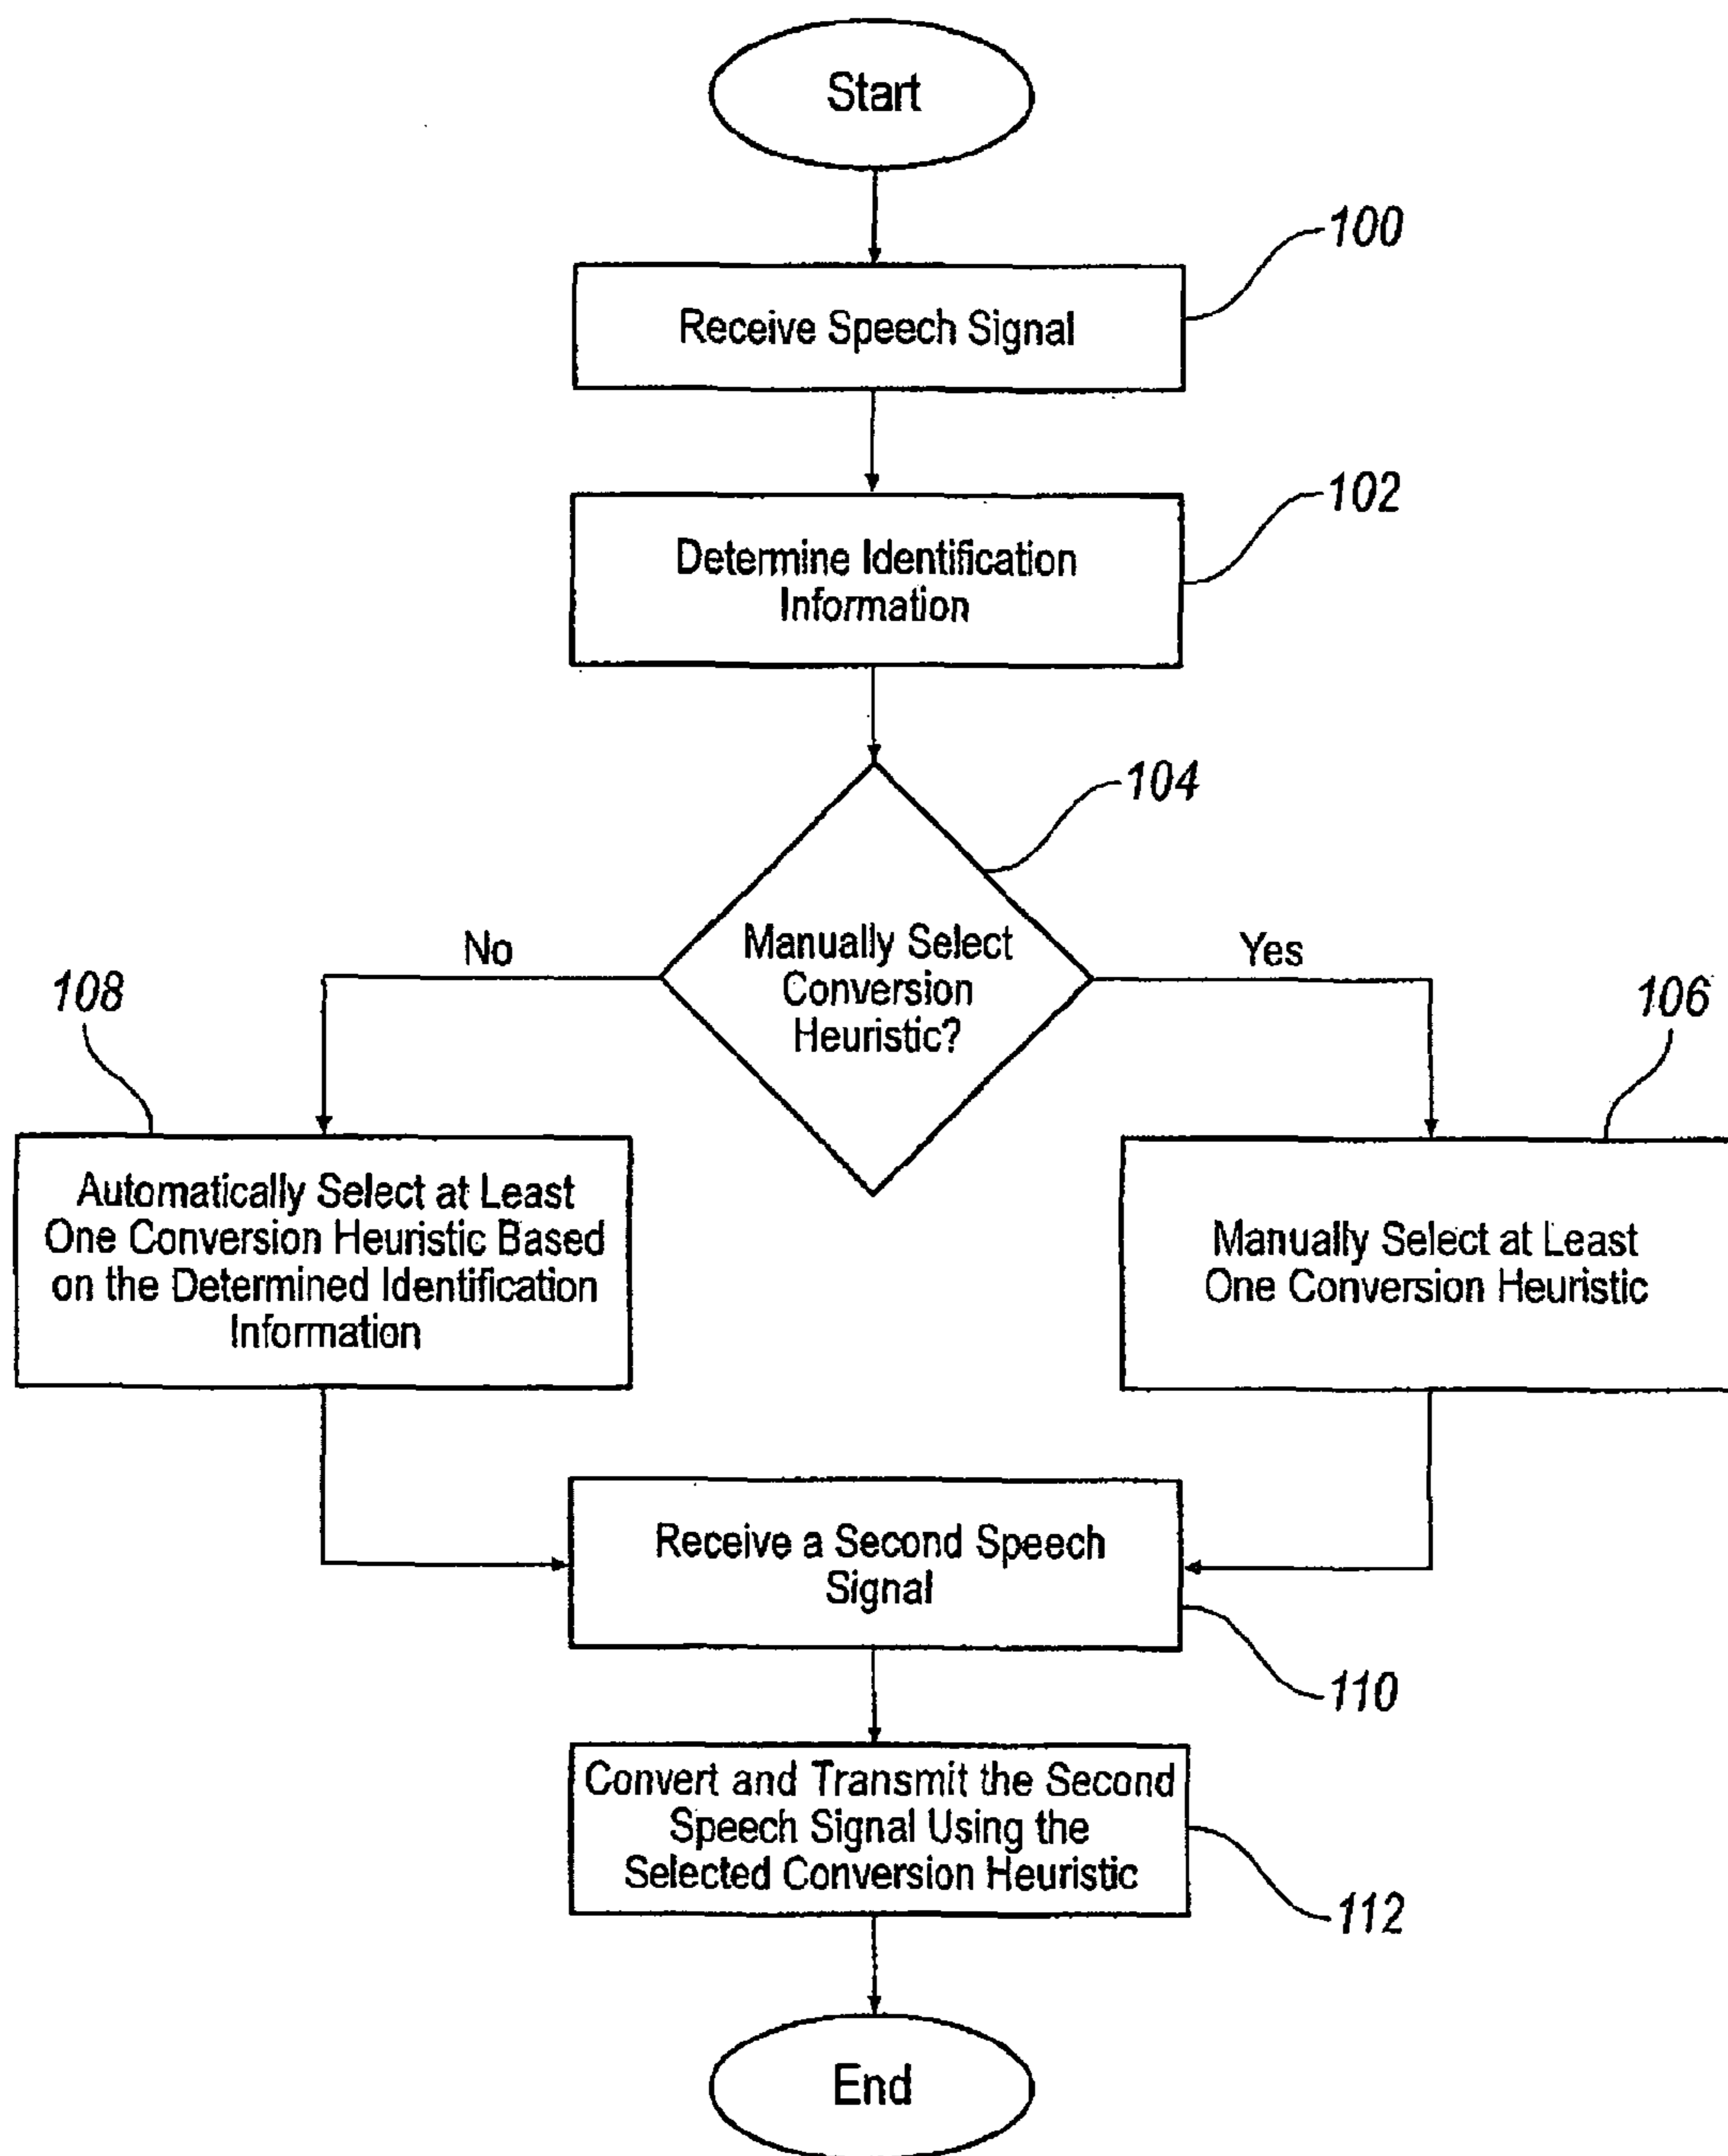 Start
100
Receive Speech Signal
102
Determine Identification
Information
104
Manually Select
Conversion
Heuristic?
No
Yes
108
106
Automatically Select at Least
One Conversion Heuristic Based
on the Determined Identification
Information
Manually Select at Least
One Conversion Heuristic
Receive a Second Speech
Signal
110
Convert and Transmit the Second
Speech Signal Using the
Selected Conversion Heuristic
112
End